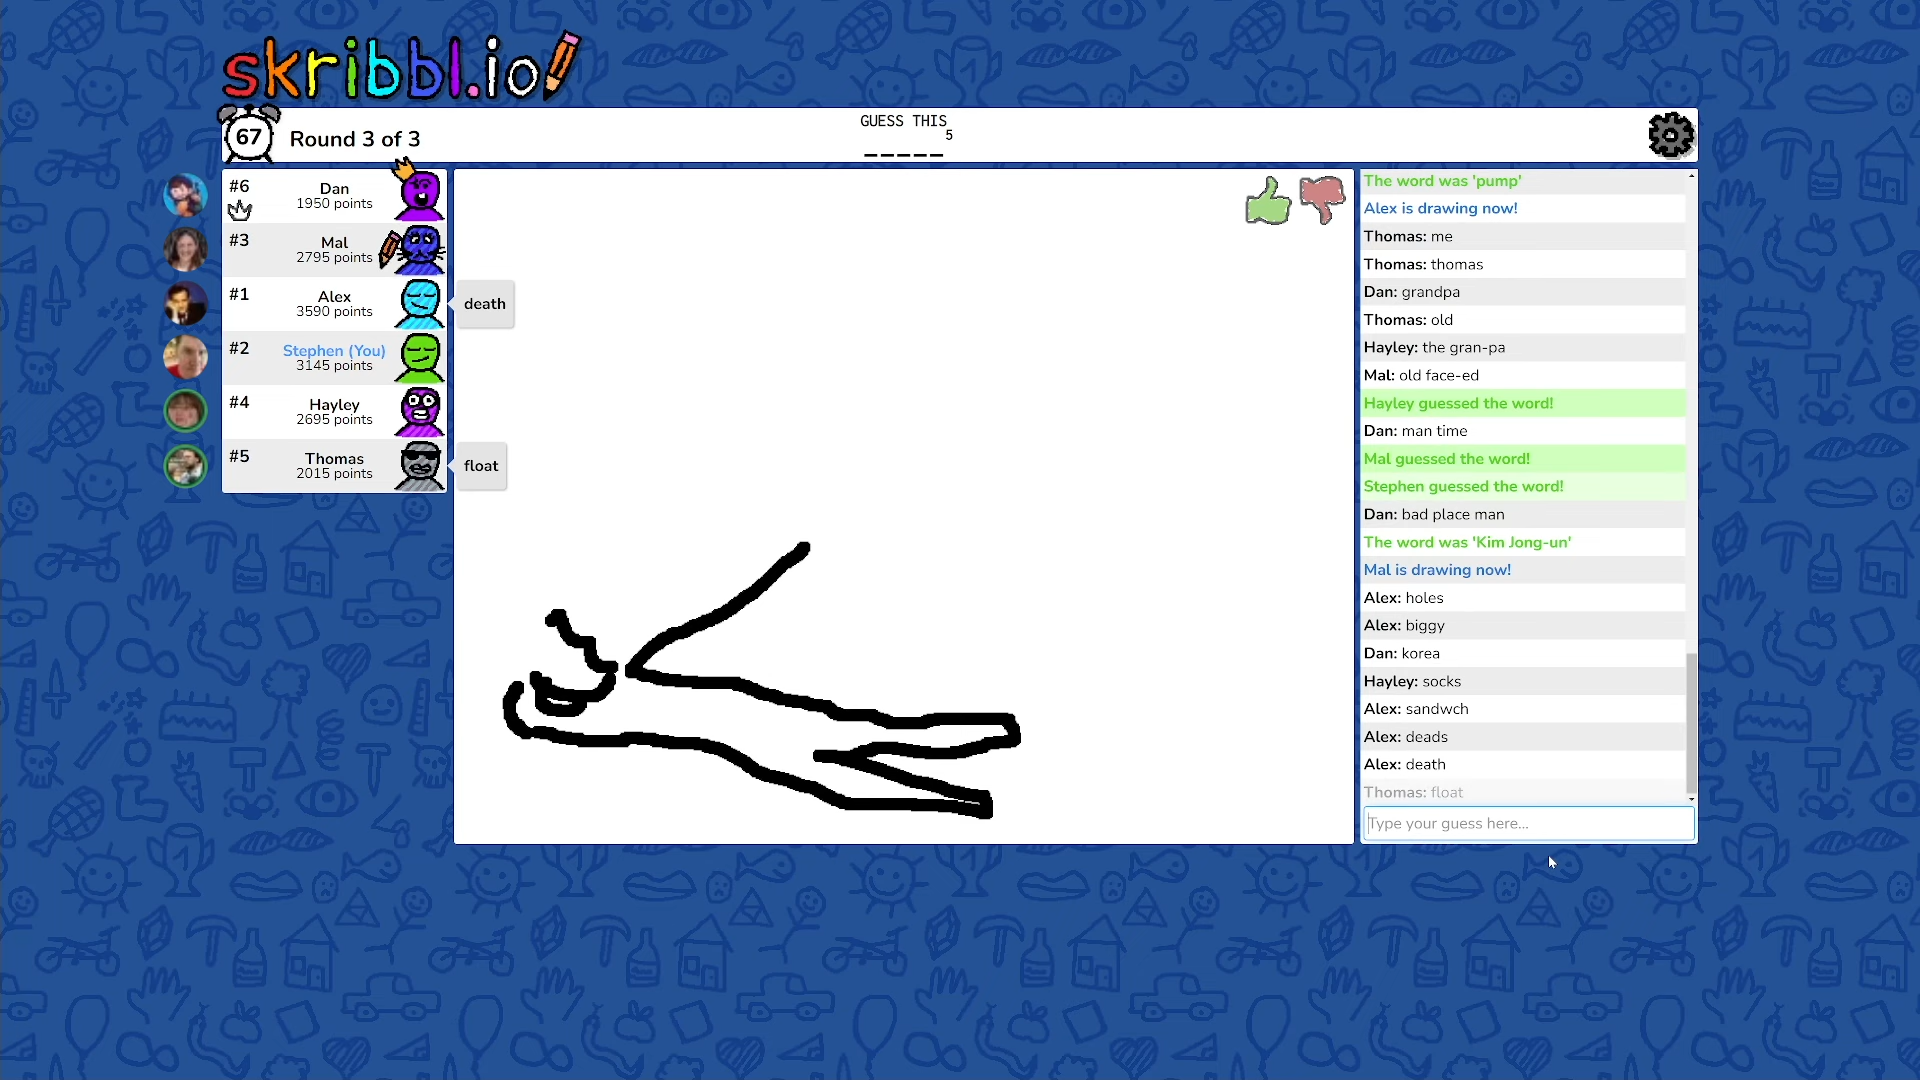 skribbl.io
67
Round 3 of 3
GUESS THIS
5
_____
#6
Dan
1950 points
#3
Mal
2795 points
#1
Alex
3590 points
death
#2
Stephen (You)
3145 points
#4
Hayley
2695 points
#5
Thomas
2015 points
float
The word was 'pump'
Alex is drawing now!
Thomas: me
Thomas: thomas
Dan: grandpa
Thomas: old
Hayley: the gran-pa
Mal: old face-ed
Hayley guessed the word!
Dan: man time
Mal guessed the word!
Stephen guessed the word!
Dan: bad place man
The word was 'Kim Jong-un'
Mal is drawing now!
Alex: holes
Alex: biggy
Dan: korea
Hayley: socks
Alex: sandwch
Alex: deads
Alex: death
Thomas: float
Type your guess here...